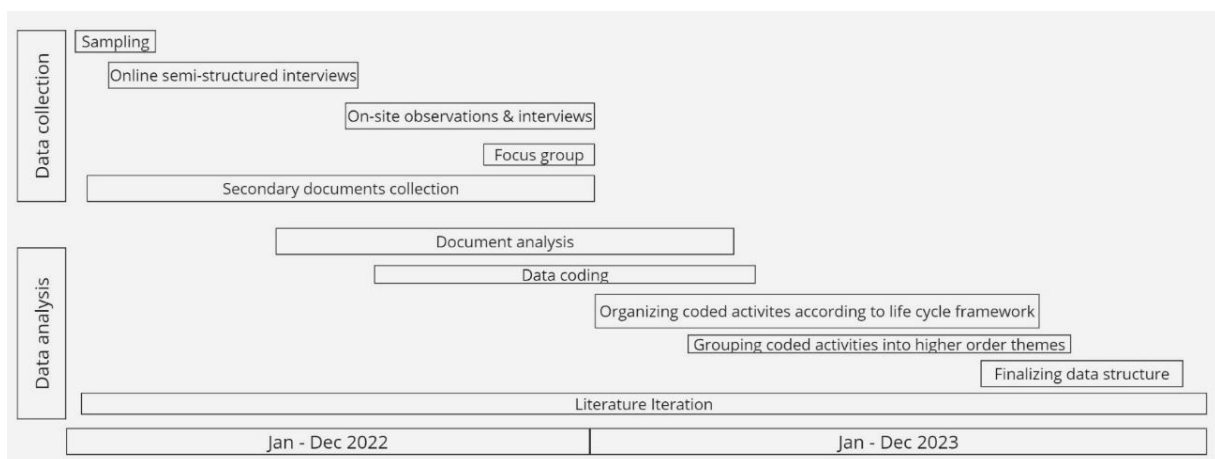 Data collection
Sampling
Online semi-structured interviews
On-site observations & interviews
Focus group
Secondary documents collection
Data analysis
Document analysis
Data coding
Organizing coded activites according to life cycle framework
Grouping coded activities into higher order themes
Finalizing data structure
Literature Iteration
Jan - Dec 2022
Jan - Dec 2023